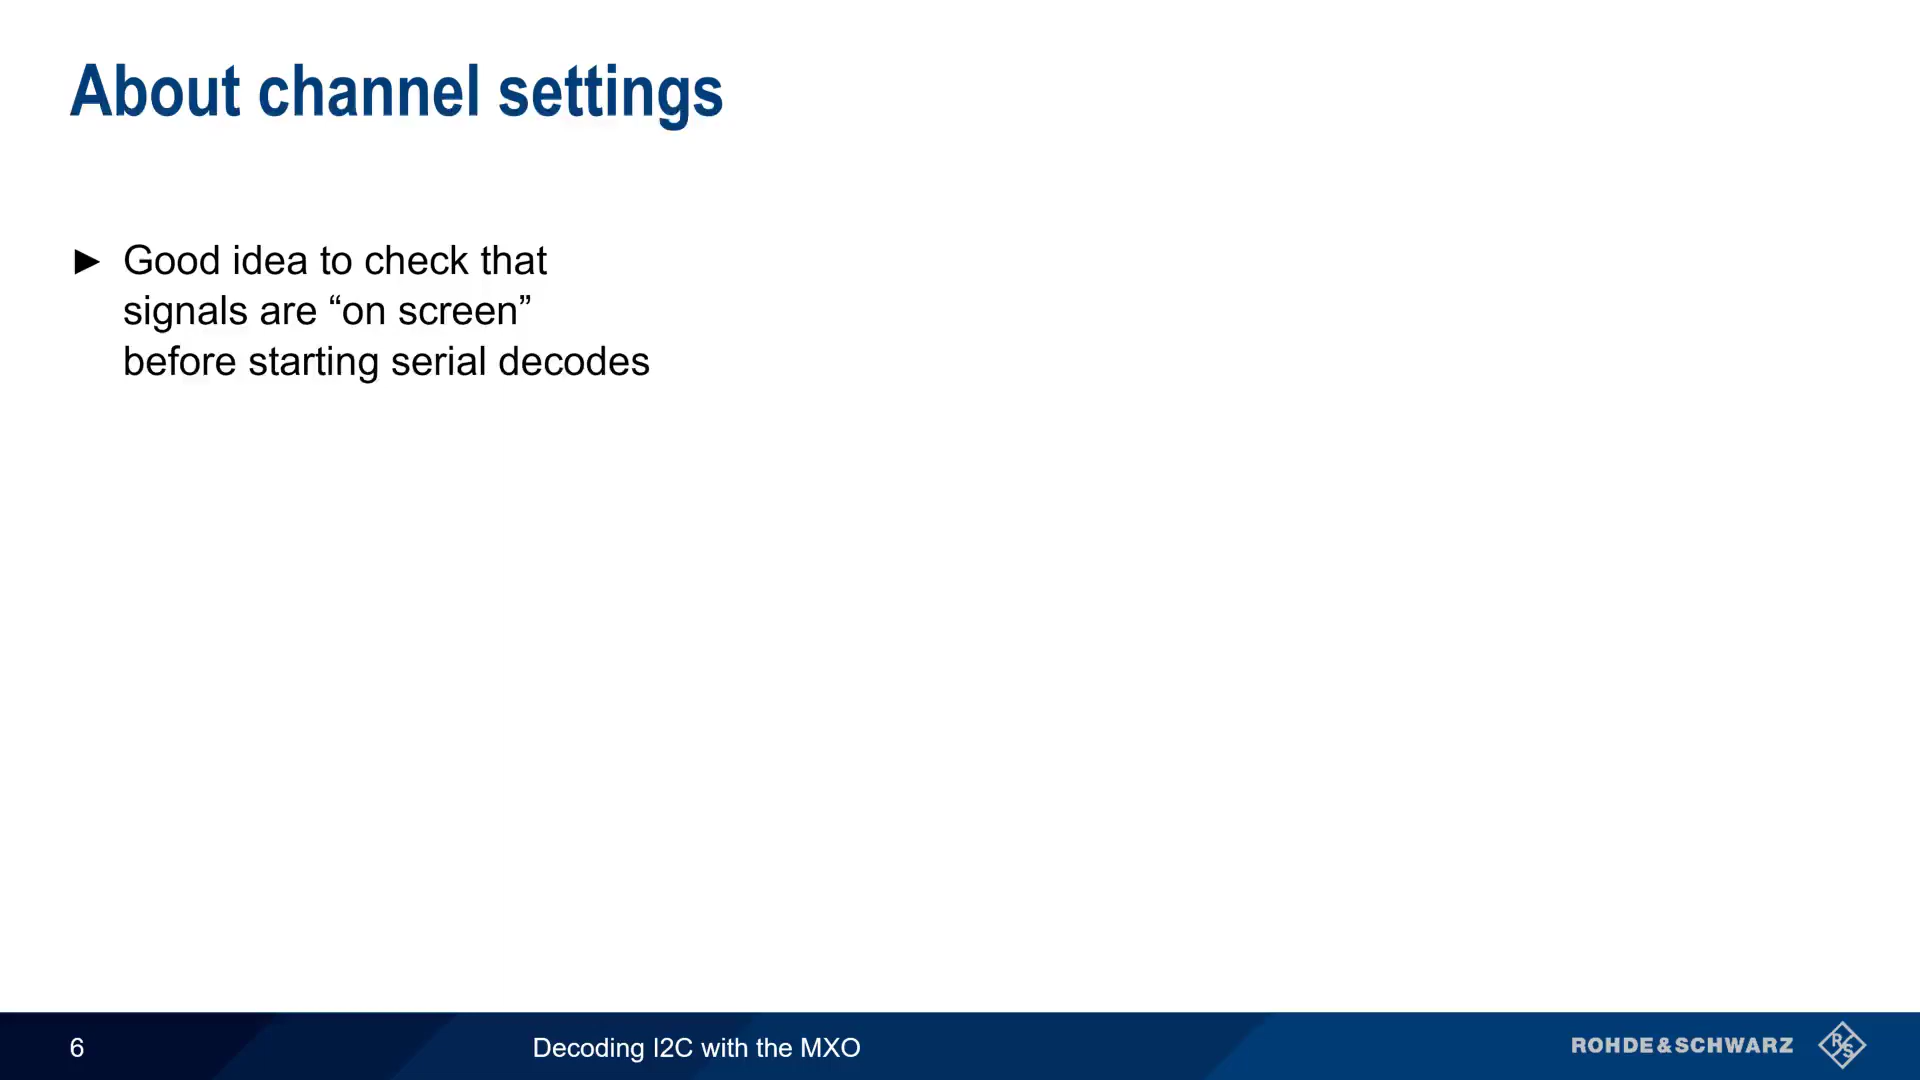 About channel settings
► Good idea to check that
signals are “on screen”
before starting serial decodes
6
Decoding I2C with the MXO
ROHDE&SCHWARZ
RS